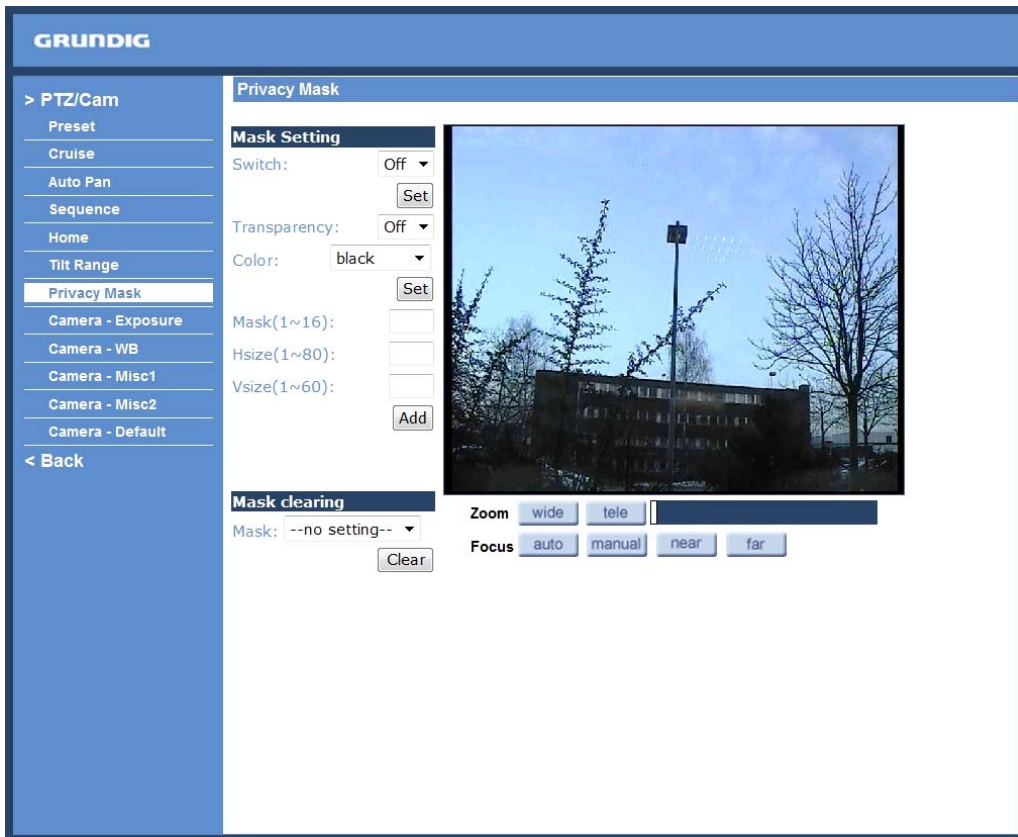 GRUNDIG
> PTZ/Cam
Preset
Cruise
Auto Pan
Sequence
Home
Tilt Range
Privacy Mask
Camera - Exposure
Camera - WB
Camera - Misc1
Camera - Misc2
Camera - Default
< Back
Privacy Mask
Mask Setting
Switch: Off
Set
Transparency: Off
Color: black
Set
Mask(1~16):
Hsize(1~80):
Vsize(1~60):
Add
Mask clearing
Mask: --no setting--
Clear
Zoom wide tele
Focus auto manual near far